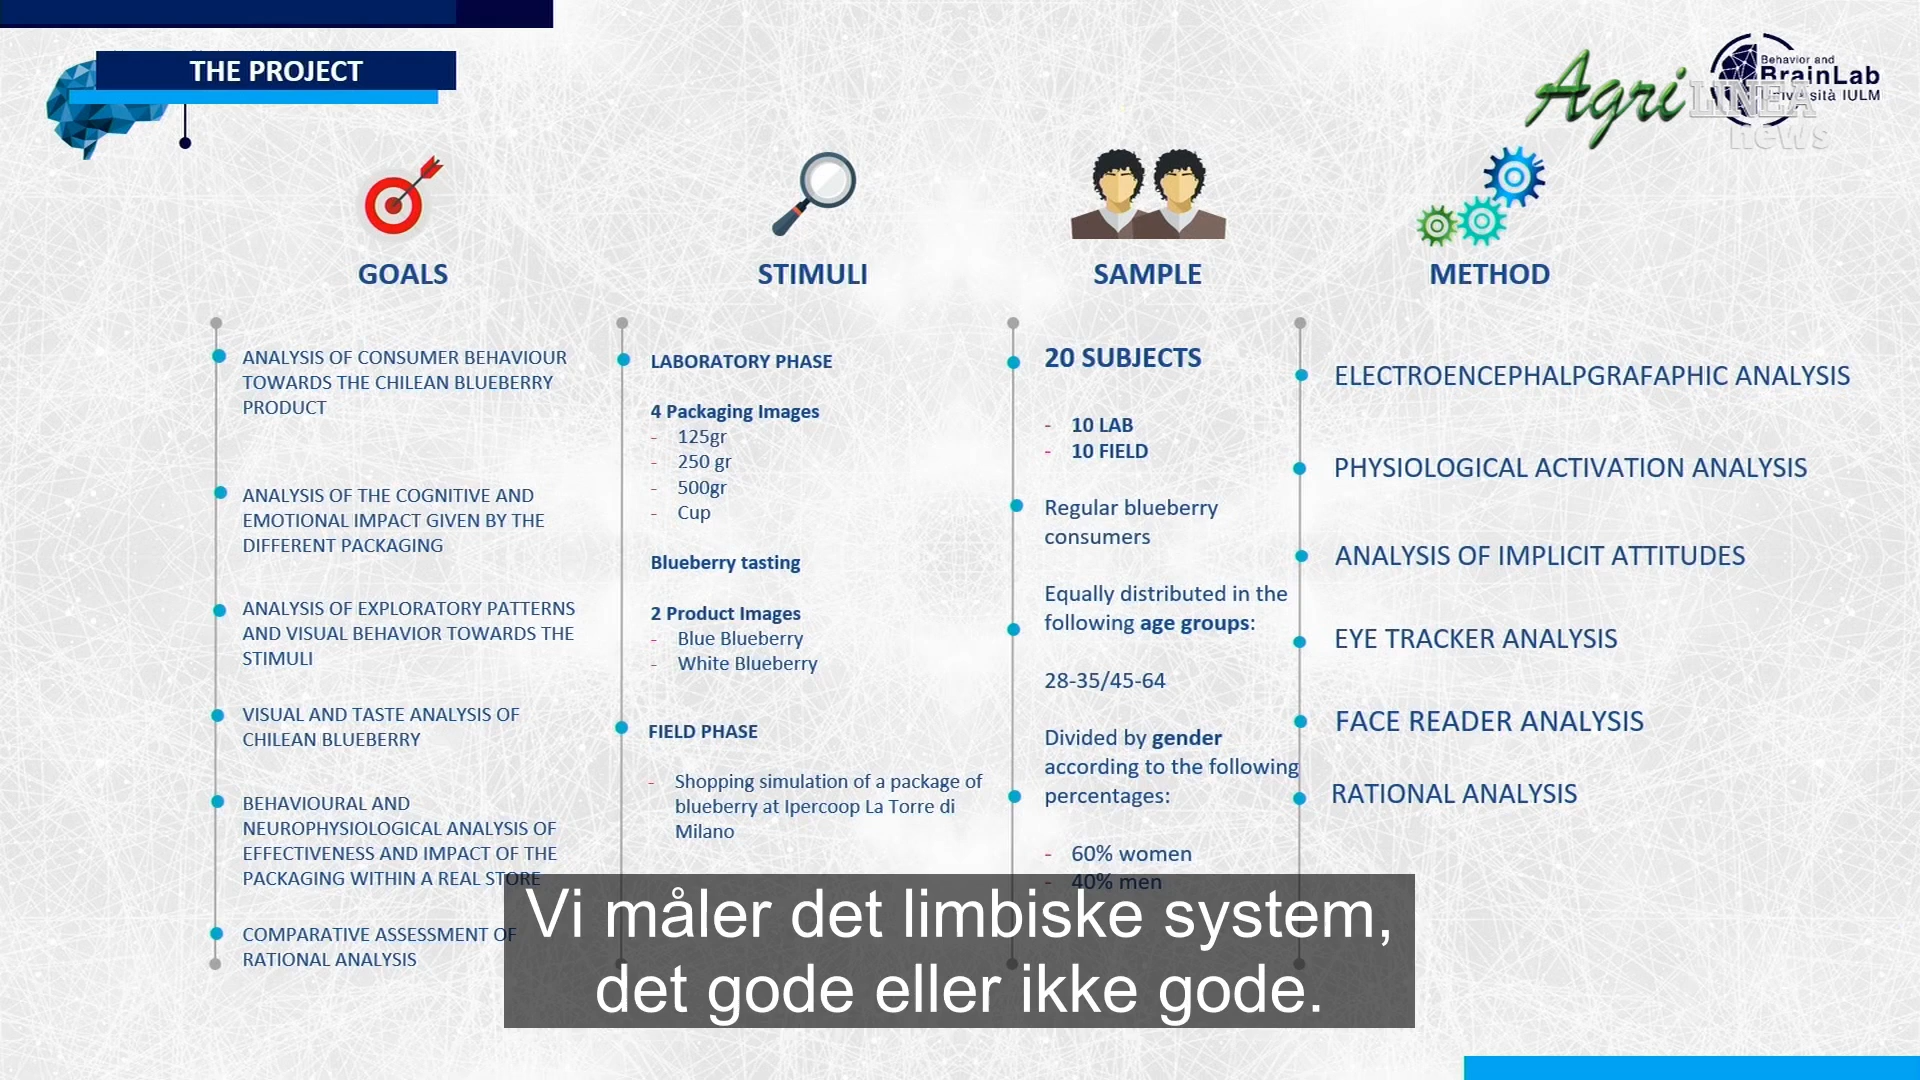 THE PROJECT
Agri LINEA
news
Behavior and
BrainLab
Università IULM
GOALS
ANALYSIS OF CONSUMER BEHAVIOUR
TOWARDS THE CHILEAN BLUEBERRY
PRODUCT
ANALYSIS OF THE COGNITIVE AND
EMOTIONAL IMPACT GIVEN BY THE
DIFFERENT PACKAGING
ANALYSIS OF EXPLORATORY PATTERNS
AND VISUAL BEHAVIOR TOWARDS THE
STIMULI
VISUAL AND TASTE ANALYSIS OF
CHILEAN BLUEBERRY
BEHAVIOURAL AND
NEUROPHYSIOLOGICAL ANALYSIS OF
EFFECTIVENESS AND IMPACT OF THE
PACKAGING WITHIN A REAL STORE
COMPARATIVE ASSESSMENT OF
RATIONAL ANALYSIS
STIMULI
LABORATORY PHASE
4 Packaging Images
- 125gr
- 250 gr
- 500gr
- Cup
Blueberry tasting
2 Product Images
- Blue Blueberry
- White Blueberry
FIELD PHASE
- Shopping simulation of a package of
blueberry at Ipercoop La Torre di
Milano
SAMPLE
20 SUBJECTS
- 10 LAB
- 10 FIELD
Regular blueberry
consumers
Equally distributed in the
following age groups:
28-35/45-64
Divided by gender
according to the following
percentages:
- 60% women
- 40% men
METHOD
ELECTROENCEPHALPGRAFAPHIC ANALYSIS
PHYSIOLOGICAL ACTIVATION ANALYSIS
ANALYSIS OF IMPLICIT ATTITUDES
EYE TRACKER ANALYSIS
FACE READER ANALYSIS
RATIONAL ANALYSIS
Vi måler det limbiske system,
det gode eller ikke gode.